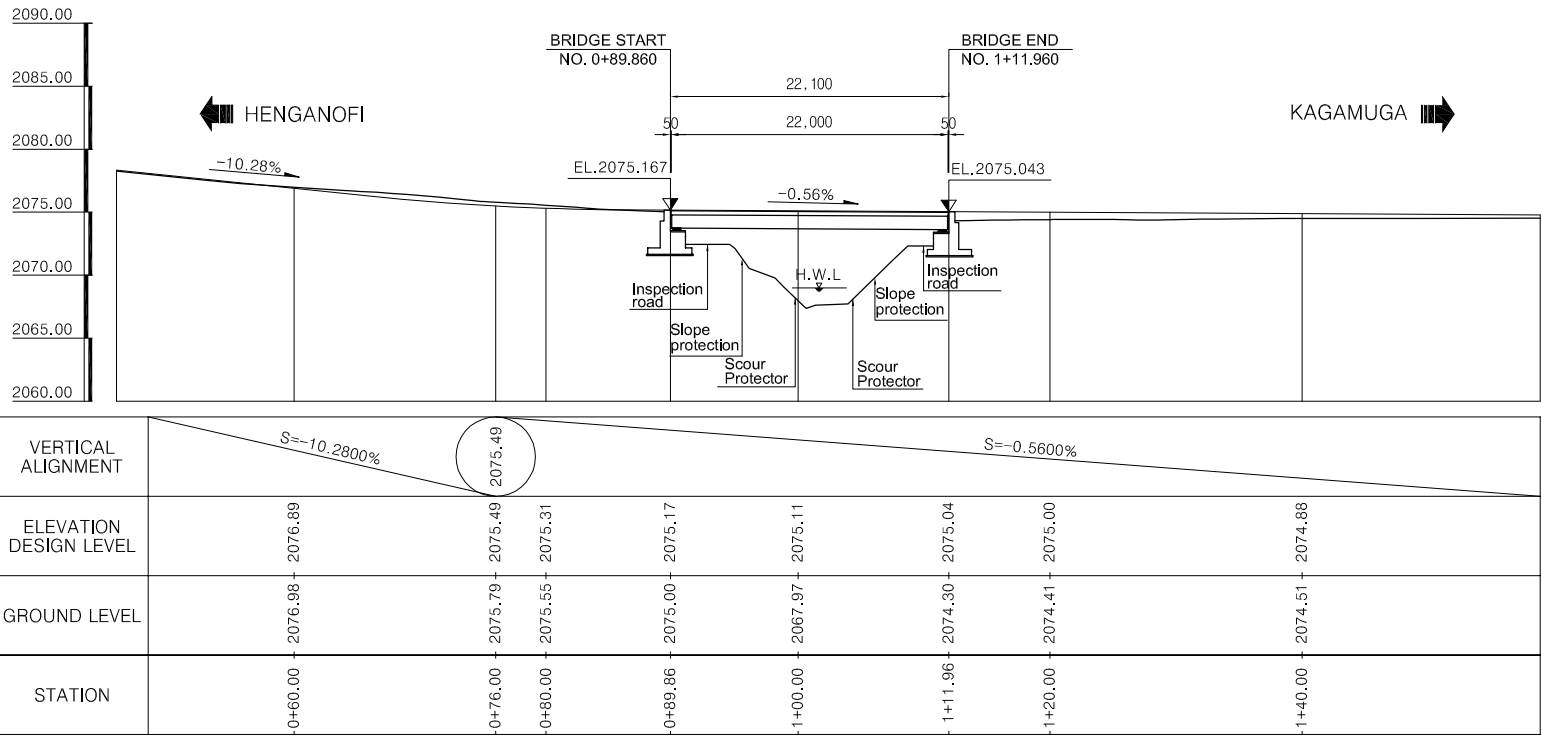 2090.00
2085.00
2080.00
2075.00
2070.00
2065.00
2060.00
BRIDGE START
NO. 0+89.860
BRIDGE END
NO. 1+11.960
22,100
50
22,000
50
HENGANOFI
KAGAMUGA
-10.28%
EL.2075.167
-0.56%
EL.2075.043
Inspection
road
H.W.L
Inspection
road
Slope
protection
Slope
protection
Scour
Protector
Scour
Protector
VERTICAL
ALIGNMENT
S=-10.2800%
2075.49
S=-0.5600%
ELEVATION
DESIGN LEVEL
2076.89
2075.49
2075.31
2075.17
2075.11
2075.04
2075.00
2074.88
GROUND LEVEL
2076.98
2075.79
2075.55
2075.00
2067.97
2074.30
2074.41
2074.51
STATION
0+60.00
0+76.00
0+80.00
0+89.86
1+00.00
1+11.96
1+20.00
1+40.00